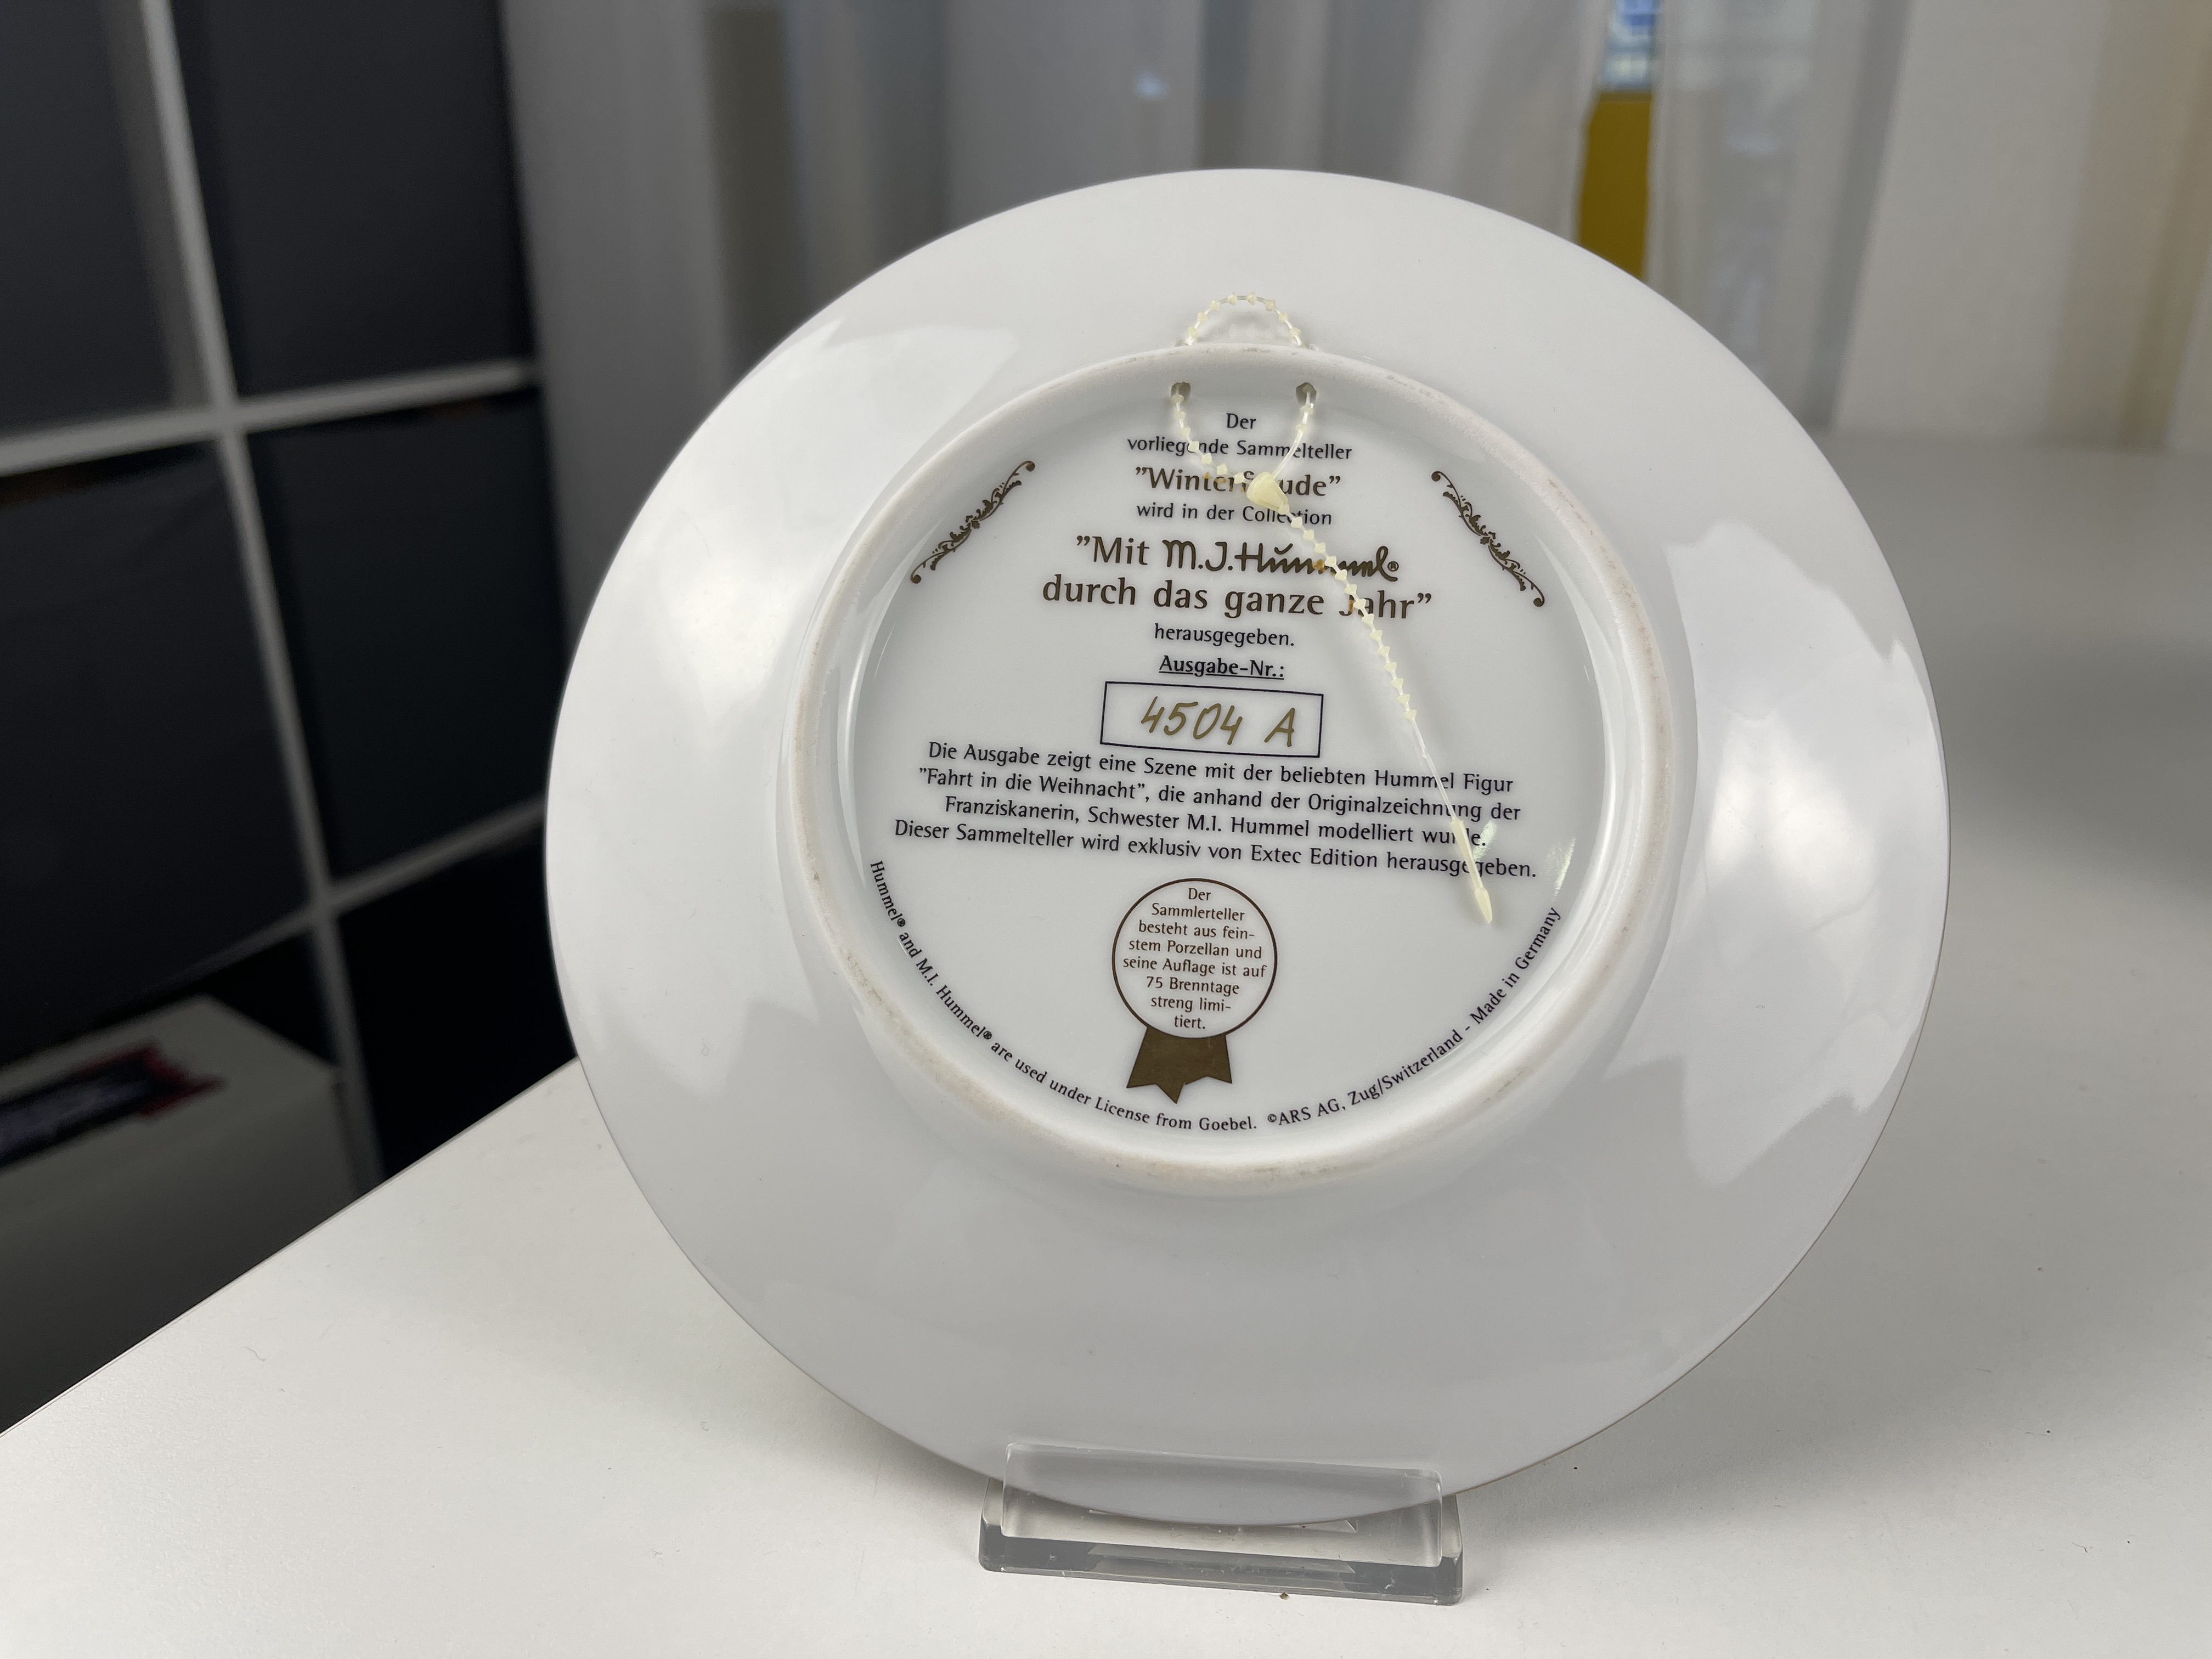 Der
vorliegende Sammelteller
"Winterfreude"
wird in der Collection
"Mit M.J.Hummel®
durch das ganze Jahr"
herausgegeben.
Ausgabe-Nr.:
4504 A
Die Ausgabe zeigt eine Szene mit der beliebten Hummel Figur
"Fahrt in die Weihnacht", die anhand der Originalzeichnung der
Franziskanerin, Schwester M.I. Hummel modelliert wurde.
Dieser Sammelteller wird exklusiv von Extec Edition herausgegeben.
Der
Sammlerteller
besteht aus fein-
stem Porzellan und
seine Auflage ist auf
75 Brenntage
streng limi-
tiert.
Hummel® and M.I. Hummel® are used under License from Goebel. ©ARS AG, Zug/Switzerland - Made in Germany